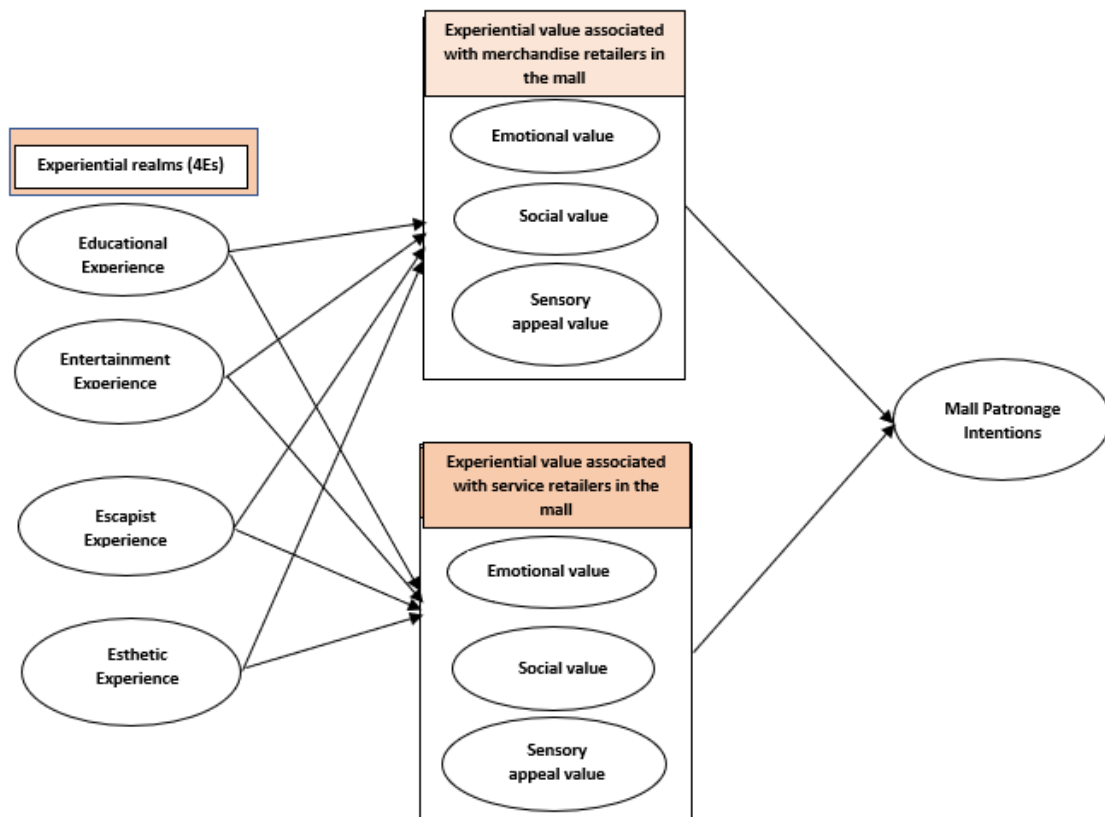 Experiential value associated
with merchandise retailers in
the mall
Emotional value
Social value
Sensory
appeal value
Experiential realms (4Es)
Educational
Experience
Entertainment
Experience
Escapist
Experience
Esthetic
Experience
Experiential value associated
with service retailers in the
mall
Emotional value
Social value
Sensory
appeal value
Mall Patronage
Intentions